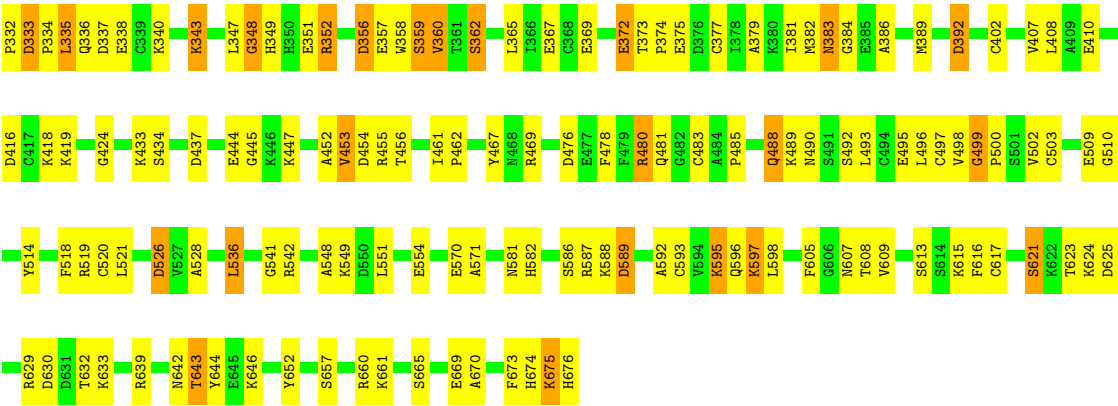 P332 D333 P334 L335 Q336 D337 E338 C339 K340 K343 L347 G348 H349 H350 E351 R352 D356 E357 W358 S359 V360 T361 S362 L365 I366 E367 C368 E369 E372 T373 P374 E375 D376 C377 I378 A379 K380 I381 M382 N383 G384 E385 A386 M389 D392 C402 V407 L408 A409 E410
D416 C417 K418 K419 G424 K433 S434 D437 E444 G445 K446 K447 A452 V453 D454 R455 T456 I461 P462 Y467 N468 R469 D476 E477 F478 F479 R480 Q481 G482 C483 A484 P485 Q488 K489 N490 S491 S492 L493 C494 E495 L496 C497 V498 G499 P500 S501 V502 C503 E509 G510
Y514 F518 R519 C520 L521 D526 V527 A528 L536 G541 R542 A548 K549 D550 L551 E554 E570 A571 N581 H582 S586 R587 K588 D589 A592 C593 V594 K595 Q596 K597 L598 F605 G606 N607 T608 V609 S613 S614 K615 F616 C617 S621 K622 T623 K624 D625
R629 D630 D631 T632 K633 R639 N642 T643 Y644 E645 K646 Y652 S657 R660 K661 S665 E669 A670 F673 H674 K675 H676